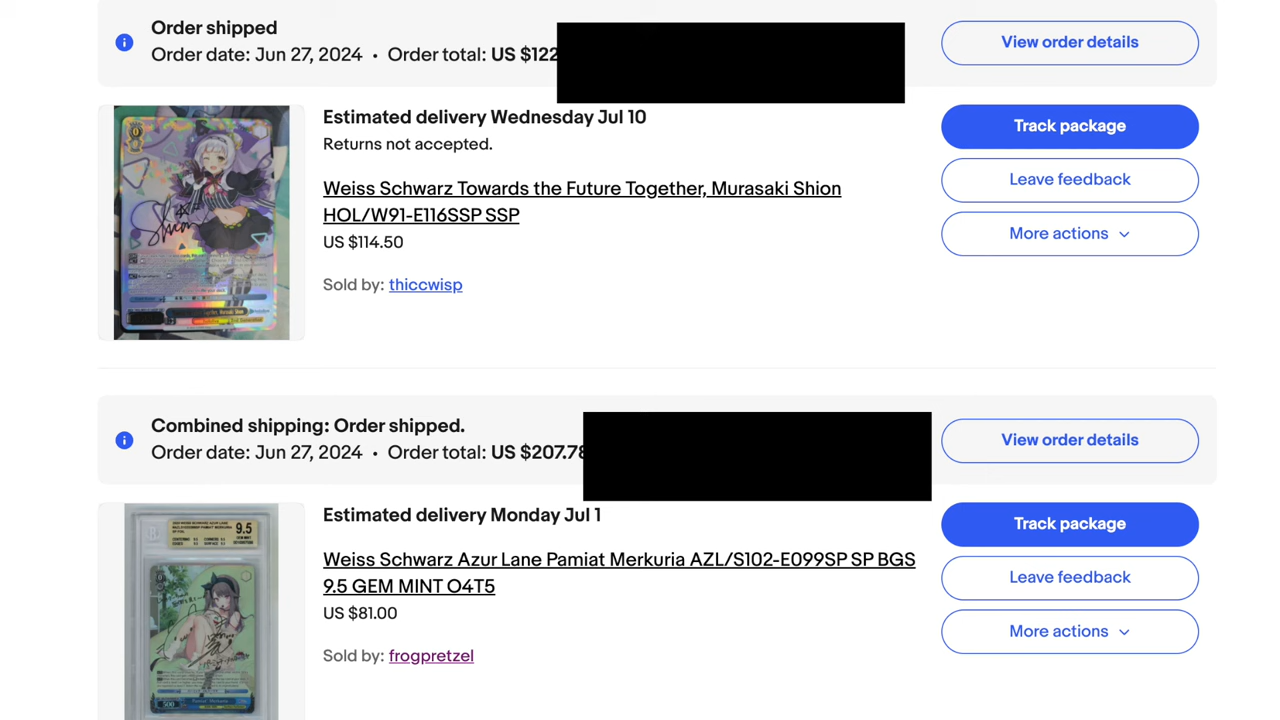 Order shipped
Order date: Jun 27, 2024 • Order total: US $122
View order details
Estimated delivery Wednesday Jul 10
Returns not accepted.
Track package
Weiss Schwarz Towards the Future Together, Murasaki Shion
HOL/W91-E116SSP SSP
Leave feedback
US $114.50
More actions
Sold by: thiccwisp
Shion
Combined shipping: Order shipped.
Order date: Jun 27, 2024 • Order total: US $207.78
View order details
Estimated delivery Monday Jul 1
Track package
Weiss Schwarz Azur Lane Pamiat Merkuria AZL/S102-E099SP SP BGS
9.5 GEM MINT O4T5
Leave feedback
US $81.00
More actions
Sold by: frogpretzel
9.5
500